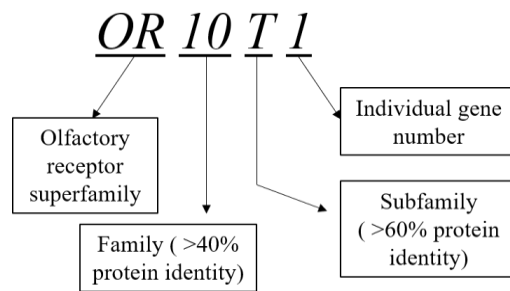 OR 10 T 1
Individual gene
number
Olfactory
receptor
superfamily
Subfamily
( >60% protein
identity)
Family ( >40%
protein identity)